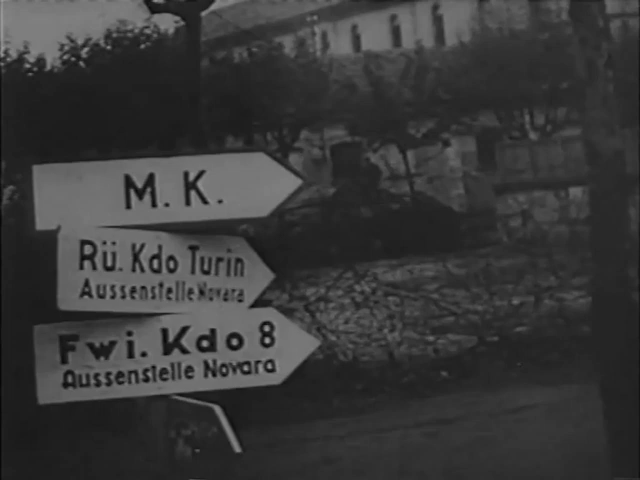 M. K.
Rü. Kdo Turin
Aussenstelle Novara
Fwi. Kdo 8
Aussenstelle Novara